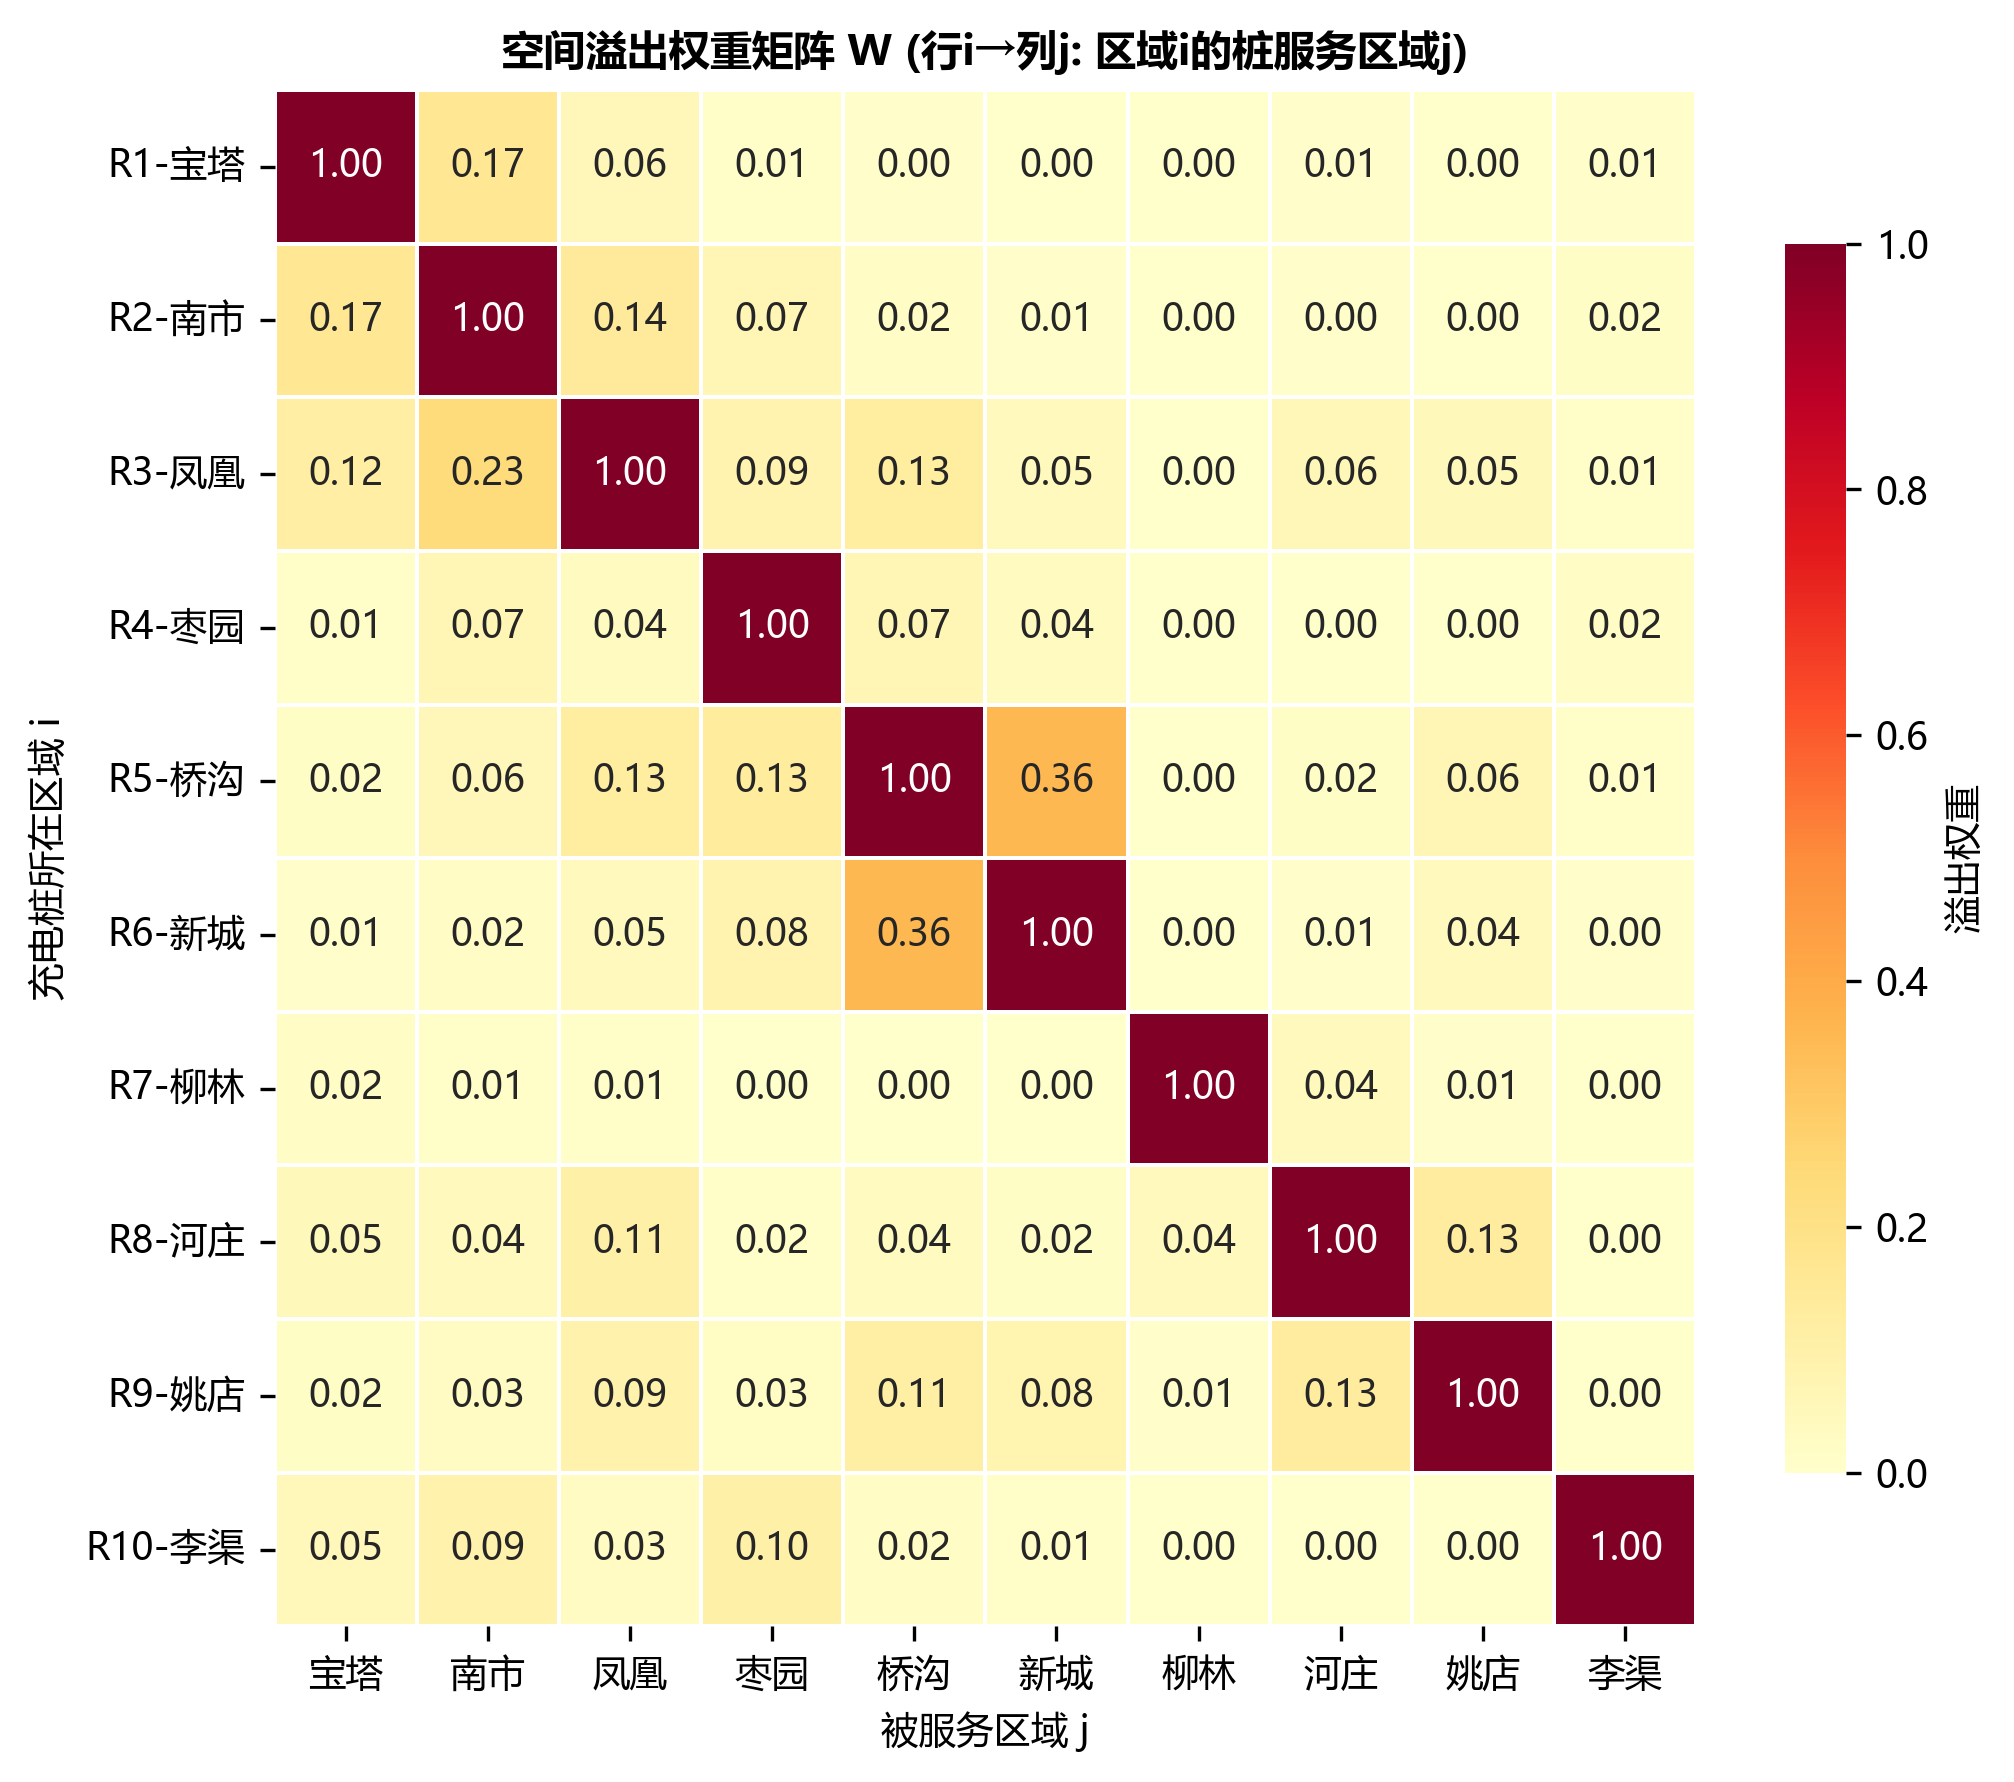 空间溢出权重矩阵 W (行i→列j: 区域i的桩服务区域j)
充电桩所在区域 i
R1-宝塔 1.00 0.17 0.06 0.01 0.00 0.00 0.00 0.01 0.00 0.01
R2-南市 0.17 1.00 0.14 0.07 0.02 0.01 0.00 0.00 0.00 0.02
R3-凤凰 0.12 0.23 1.00 0.09 0.13 0.05 0.00 0.06 0.05 0.01
R4-枣园 0.01 0.07 0.04 1.00 0.07 0.04 0.00 0.00 0.00 0.02
R5-桥沟 0.02 0.06 0.13 0.13 1.00 0.36 0.00 0.02 0.06 0.01
R6-新城 0.01 0.02 0.05 0.08 0.36 1.00 0.00 0.01 0.04 0.00
R7-柳林 0.02 0.01 0.01 0.00 0.00 0.00 1.00 0.04 0.01 0.00
R8-河庄 0.05 0.04 0.11 0.02 0.04 0.02 0.04 1.00 0.13 0.00
R9-姚店 0.02 0.03 0.09 0.03 0.11 0.08 0.01 0.13 1.00 0.00
R10-李渠 0.05 0.09 0.03 0.10 0.02 0.01 0.00 0.00 0.00 1.00
宝塔 南市 凤凰 枣园 桥沟 新城 柳林 河庄 姚店 李渠
被服务区域 j
1.0
0.8
0.6
0.4
0.2
0.0
溢出权重